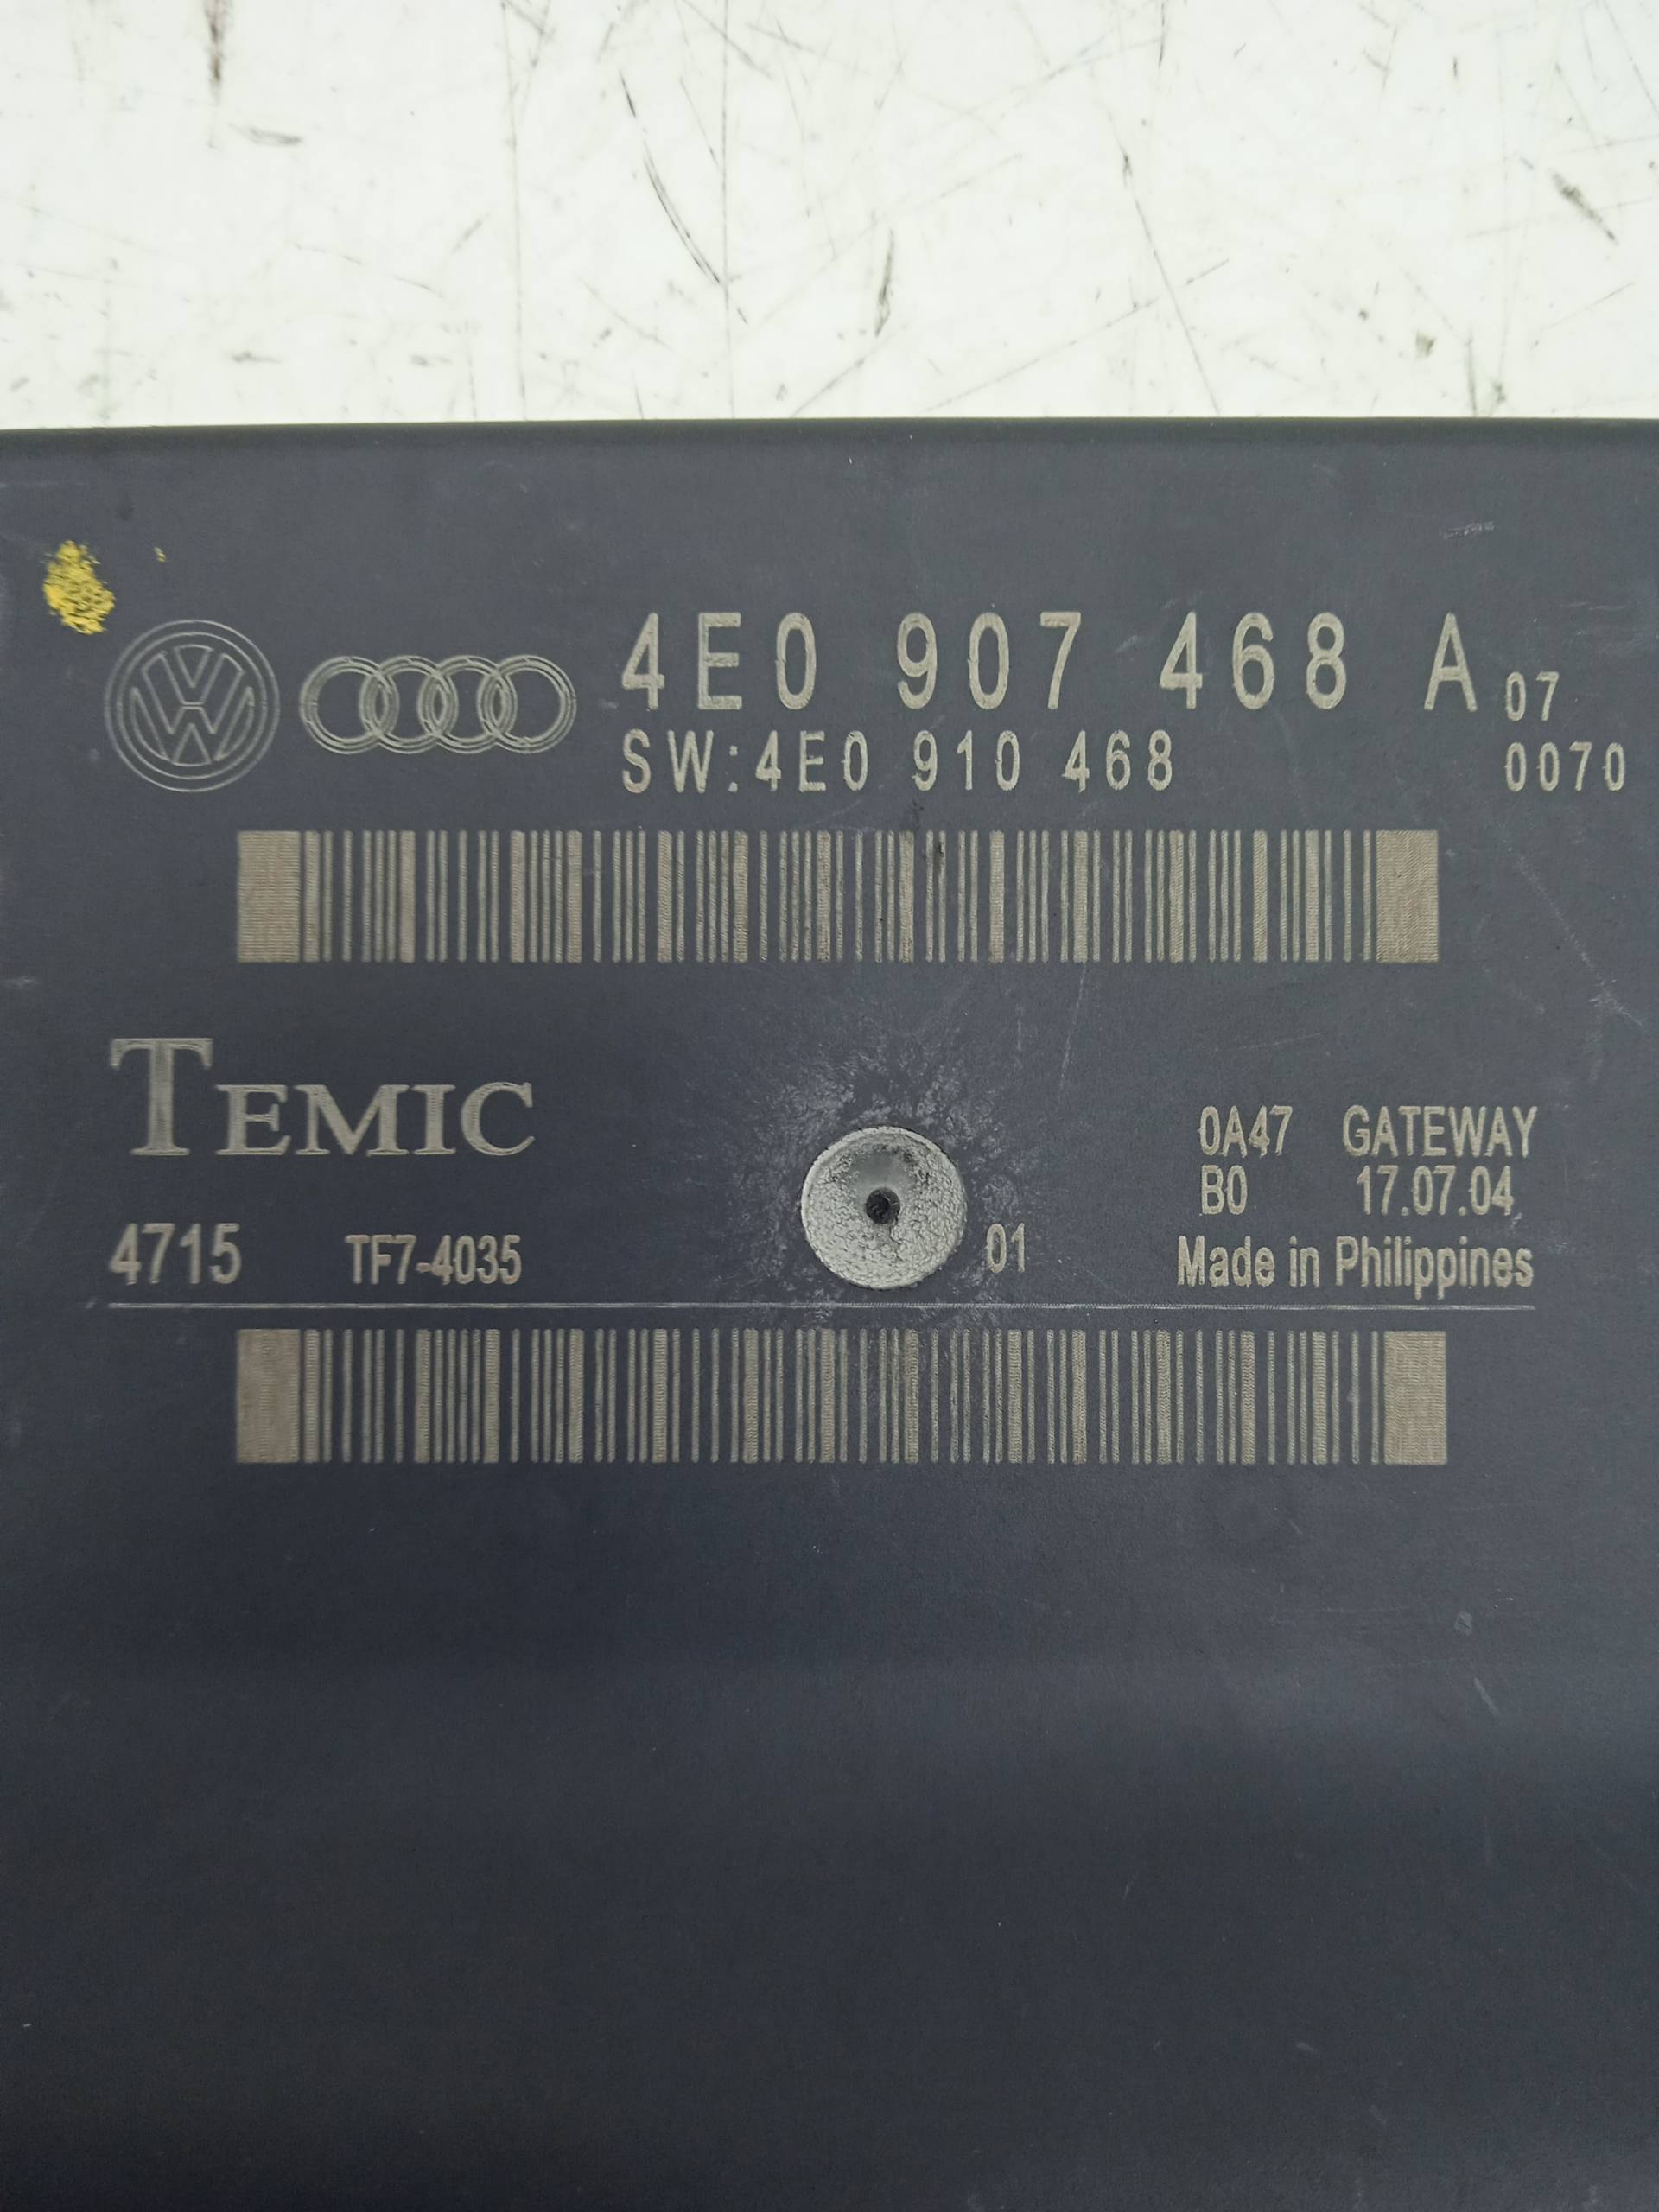 4E0 907 468 A 07
SW:4E0 910 468 0070
TEMIC
0A47 GATEWAY
B0 17.07.04
4715 TF7-4035 01 Made in Philippines